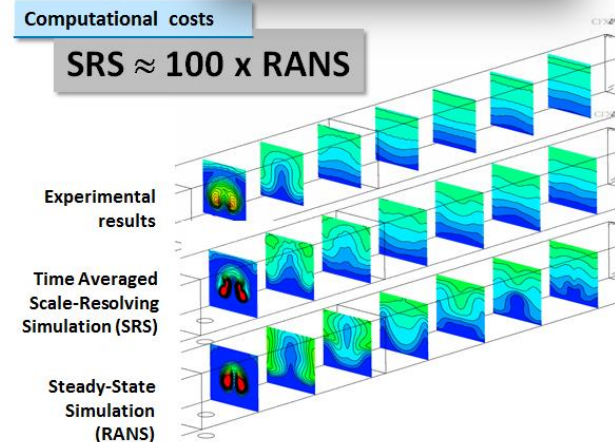 Computational costs
SRS ≈ 100 x RANS
Experimental
results
Time Averaged
Scale-Resolving
Simulation (SRS)
Steady-State
Simulation
(RANS)